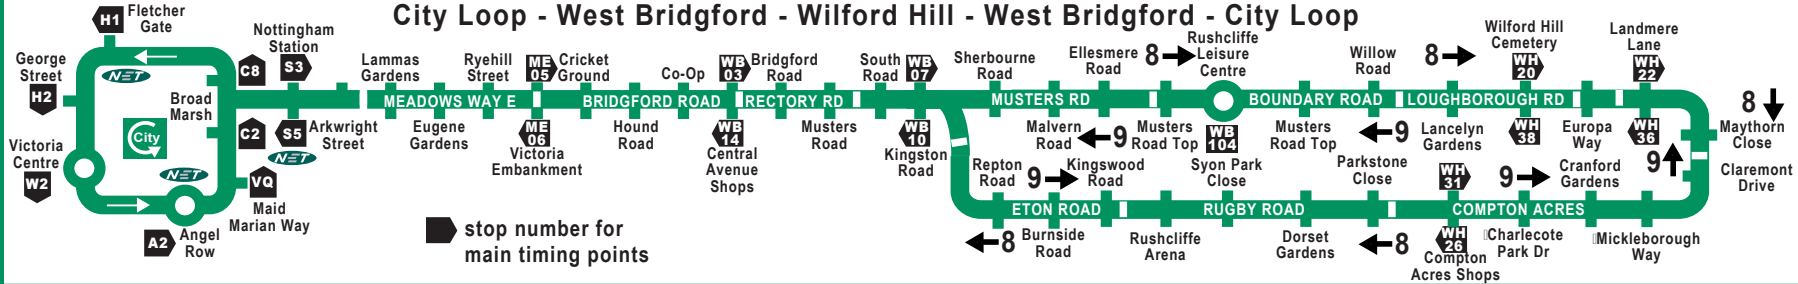 City Loop - West Bridgford - Wilford Hill - West Bridgford - City Loop
H1
Fletcher
Gate
George
Street
H2
NET
Broad
Marsh
City
Victoria
Centre
W2
NET
A2
Angel
Row
VQ
Maid
Marian Way
C8
C2
Nottingham
Station
S3
S5
NET
Arkwright
Street
Lammas
Gardens
MEADOWS WAY E
Eugene
Gardens
Ryehill
Street
ME
05
Cricket
Ground
ME
06
Victoria
Embankment
BRIDGFORD ROAD
Hound
Road
Co-Op
WB
03
Bridgford
Road
WB
14
Central
Avenue
Shops
RECTORY RD
Musters
Road
South
Road
WB
07
WB
10
Kingston
Road
Sherbourne
Road
MUSTERS RD
Malvern
Road
9
Ellesmere
Road
8
Musters
Road Top
Rushcliffe
Leisure
Centre
WB
104
Syon Park
Close
BOUNDARY ROAD
Musters
Road Top
Willow
Road
9
8
LOUGHBOROUGH RD
Lancelyn
Gardens
Wilford Hill
Cemetery
WH
20
WH
38
Europa
Way
Landmere
Lane
WH
22
WH
36
8
Maythorn
Close
9
Claremont
Drive
Repton
Road
9
Kingswood
Road
ETON ROAD
8
Burnside
Road
Rushcliffe
Arena
RUGBY ROAD
Dorset
Gardens
Parkstone
Close
8
WH
31
WH
26
Compton
Acres Shops
COMPTON ACRES
9
Cranford
Gardens
Charlecote
Park Dr
Mickleborough
Way
stop number for
main timing points